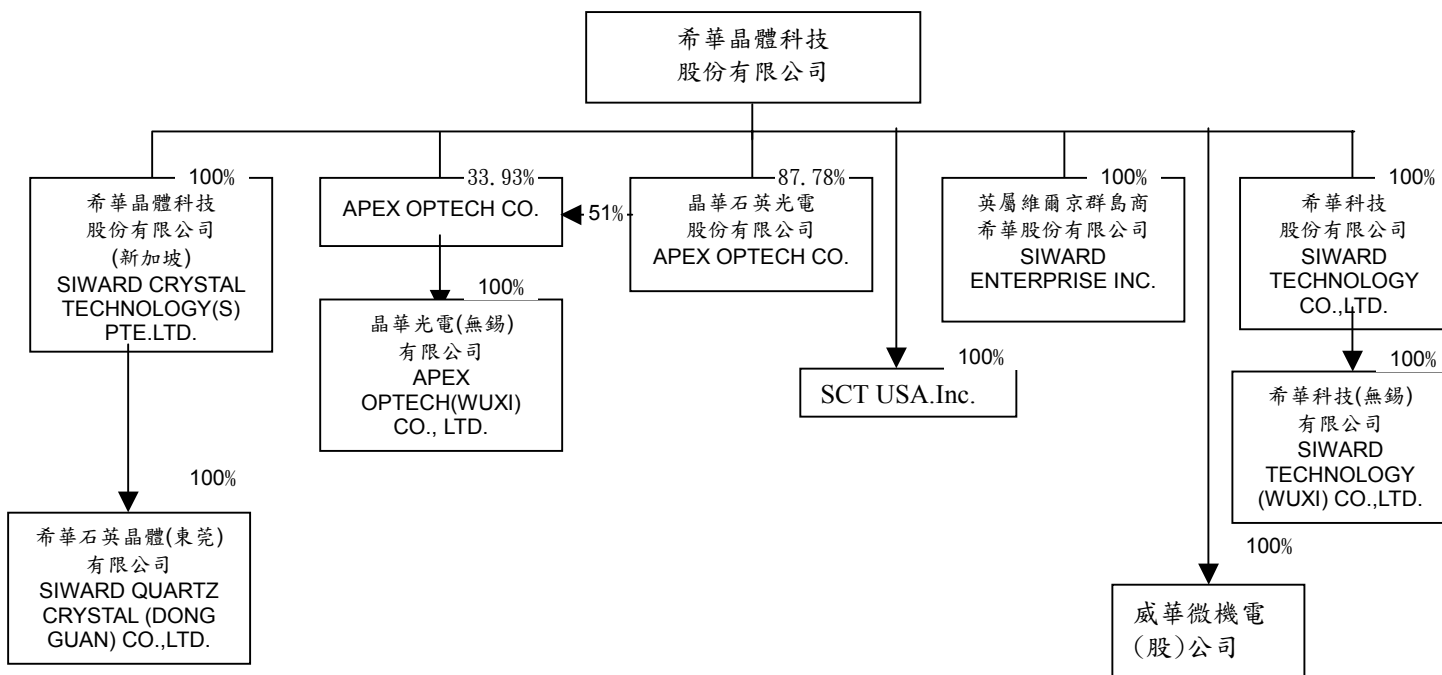 希華晶體科技
股份有限公司
100%
希華晶體科技
股份有限公司
(新加坡)
SIWARD CRYSTAL
TECHNOLOGY(S)
PTE.LTD.
33.93%
APEX OPTECH CO.
51%
87.78%
晶華石英光電
股份有限公司
APEX OPTECH CO.
100%
英屬維爾京群島商
希華股份有限公司
SIWARD
ENTERPRISE INC.
100%
希華科技
股份有限公司
SIWARD
TECHNOLOGY
CO.,LTD.
100%
晶華光電(無錫)
有限公司
APEX
OPTECH(WUXI)
CO., LTD.
100%
SCT USA.Inc.
100%
希華科技(無錫)
有限公司
SIWARD
TECHNOLOGY
(WUXI) CO.,LTD.
100%
希華石英晶體(東莞)
有限公司
SIWARD QUARTZ
CRYSTAL (DONG
GUAN) CO.,LTD.
100%
威華微機電
(股)公司